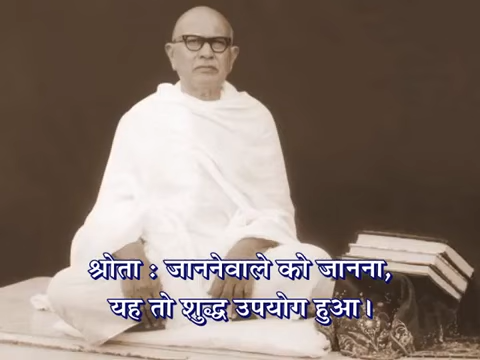 श्रोता : जाननेवाले को जानना,
यह तो शुद्ध उपयोग हुआ।